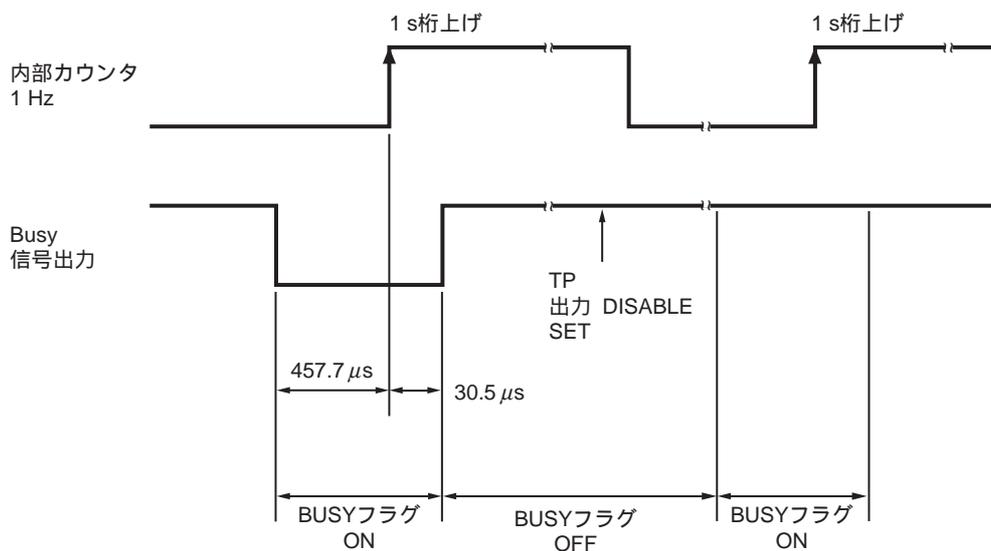 1 s桁上げ
1 s桁上げ
内部カウンタ
1 Hz
Busy
信号出力
TP
出力 DISABLE
SET
457.7 μs
30.5 μs
BUSYフラグ
ON
BUSYフラグ
OFF
BUSYフラグ
ON